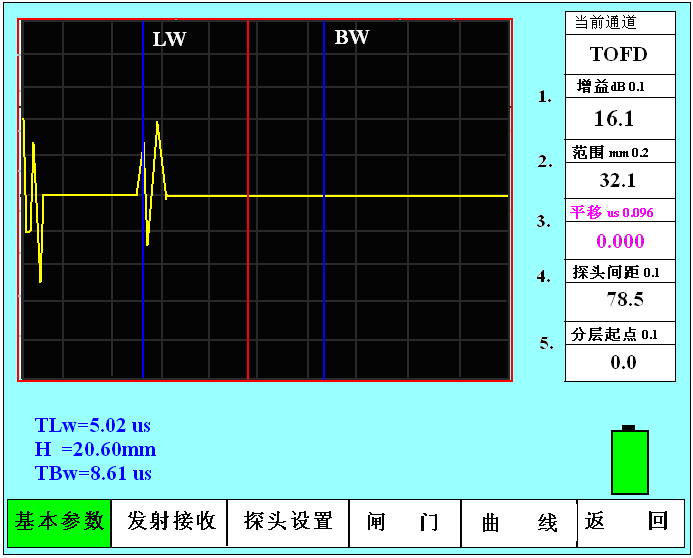 LW
BW
当前通道
TOFD
1.
增益dB 0.1
16.1
2.
范围 mm 0.2
32.1
3.
平移 us 0.096
0.000
4.
探头间距 0.1
78.5
5.
分层起点 0.1
0.0
TLw=5.02 us
H =20.60mm
TBw=8.61 us
基本参数 发射接收 探头设置 闸 门 曲 线 返 回